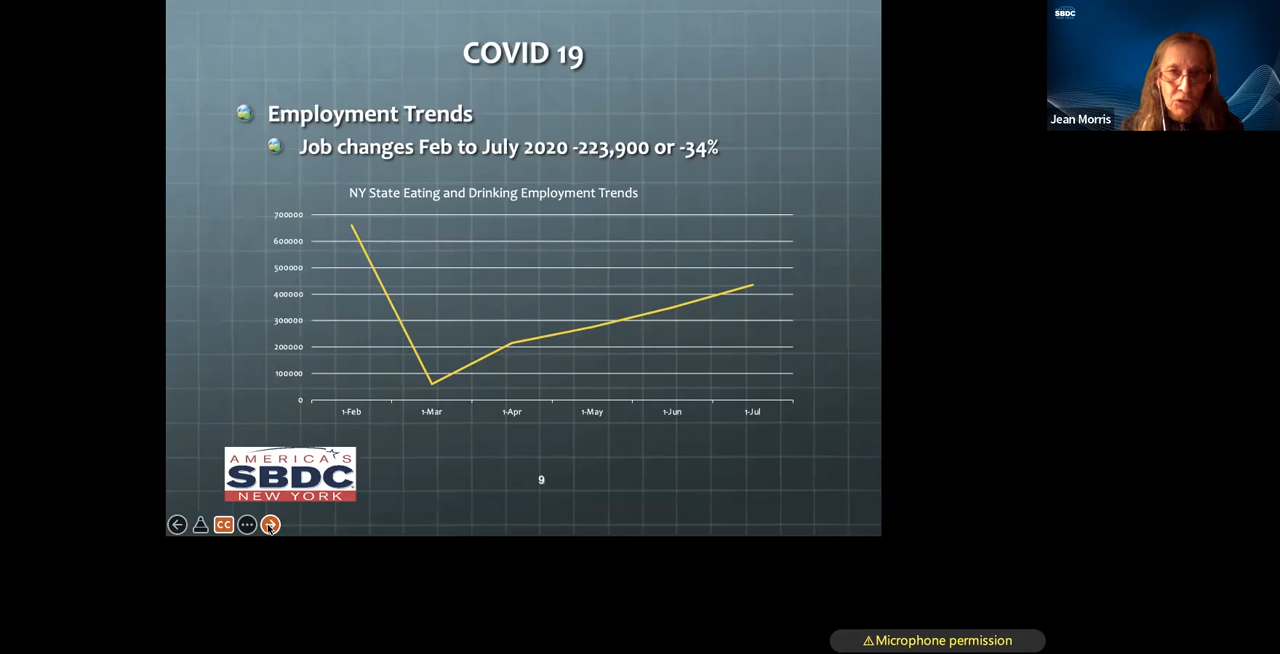 COVID 19
Employment Trends
Job changes Feb to July 2020 -223,900 or -34%
NY State Eating and Drinking Employment Trends
700000
600000
500000
400000
300000
200000
100000
0
1-Feb 1-Mar 1-Apr 1-May 1-Jun 1-Jul
AMERICA'S
SBDC
NEW YORK
9
CC
SBDC
Jean Morris
⚠Microphone permission